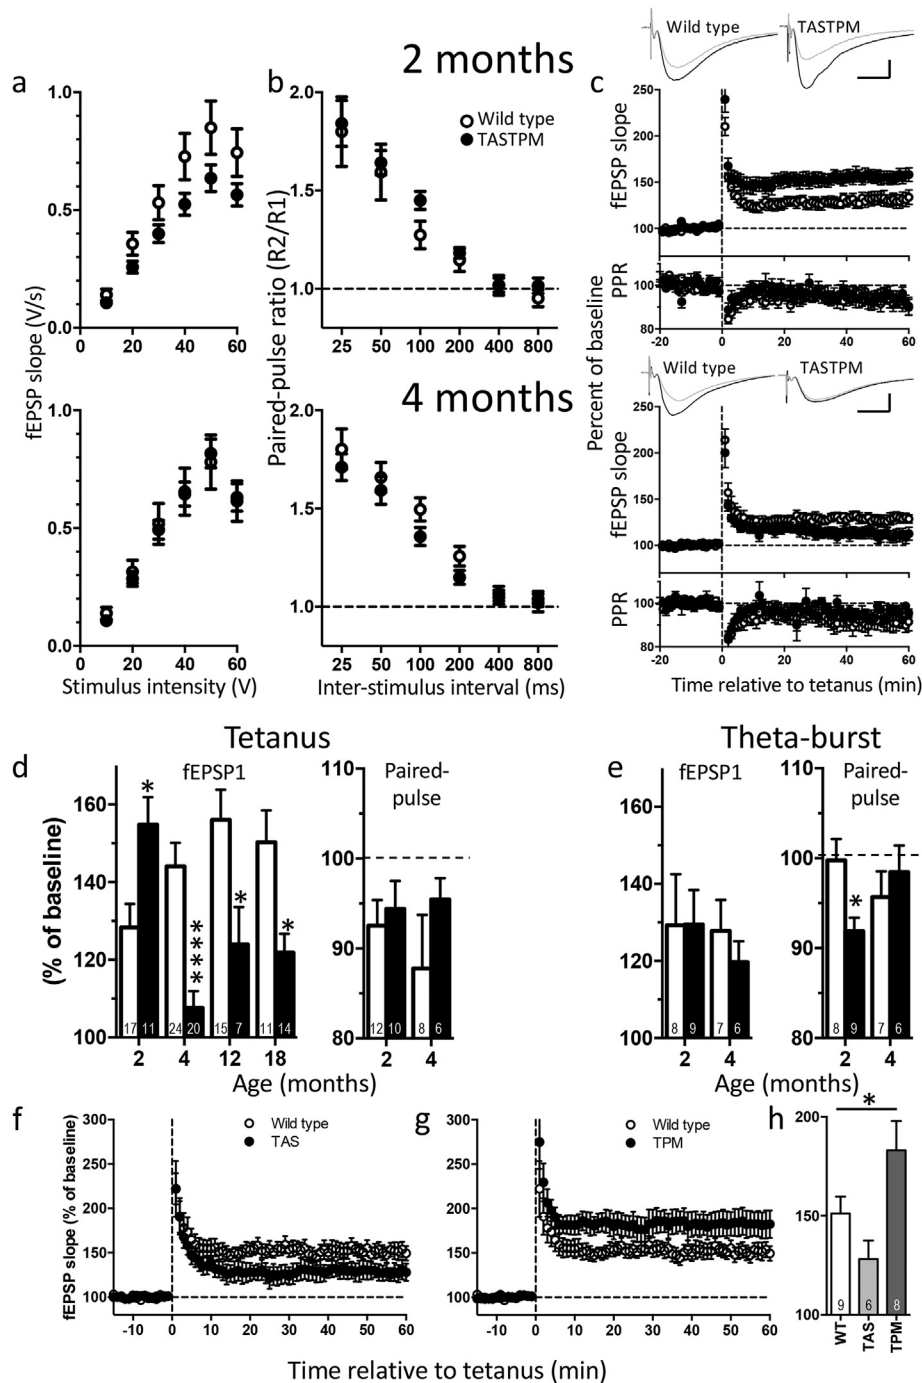 Wild type TASTPM
2 months
a b c
2.0
1.0
Wild type
TASTPM
250
200
150
100
fEPSP slope
0.5
1.5
1.0
0.0
PPR
100
80
0 20 40 60
25 50 100 200 400 800
fEPSP slope (V/s)
Paired-pulse ratio (R2/R1)
Percent of baseline
4 months
Wild type TASTPM
1.0
0.5
0.0
2.0
1.5
1.0
250
200
150
100
fEPSP slope
PPR
100
80
0 20 40 60
25 50 100 200 400 800
-20 0 20 40 60
Stimulus intensity (V)
Inter-stimulus interval (ms)
Time relative to tetanus (min)
Tetanus
Theta-burst
d
fEPSP1
Paired-
pulse
e
fEPSP1
Paired-
pulse
(% of baseline)
160
140
120
100
*
****
*
*
17 11 24 20 15 7 11 14
2 4 12 18
110
100
90
80
12 10 8 6
2 4
Age (months)
160
140
120
100
8 9 7 6
2 4
110
100
90
80
*
8 9 7 6
2 4
Age (months)
f
fEPSP slope (% of baseline)
300
250
200
150
100
Wild type
TAS
-10 0 10 20 30 40 50 60
g
300
250
200
150
100
Wild type
TPM
-10 0 10 20 30 40 50 60
Time relative to tetanus (min)
h
*
200
150
100
9 6 8
WT TAS TPM